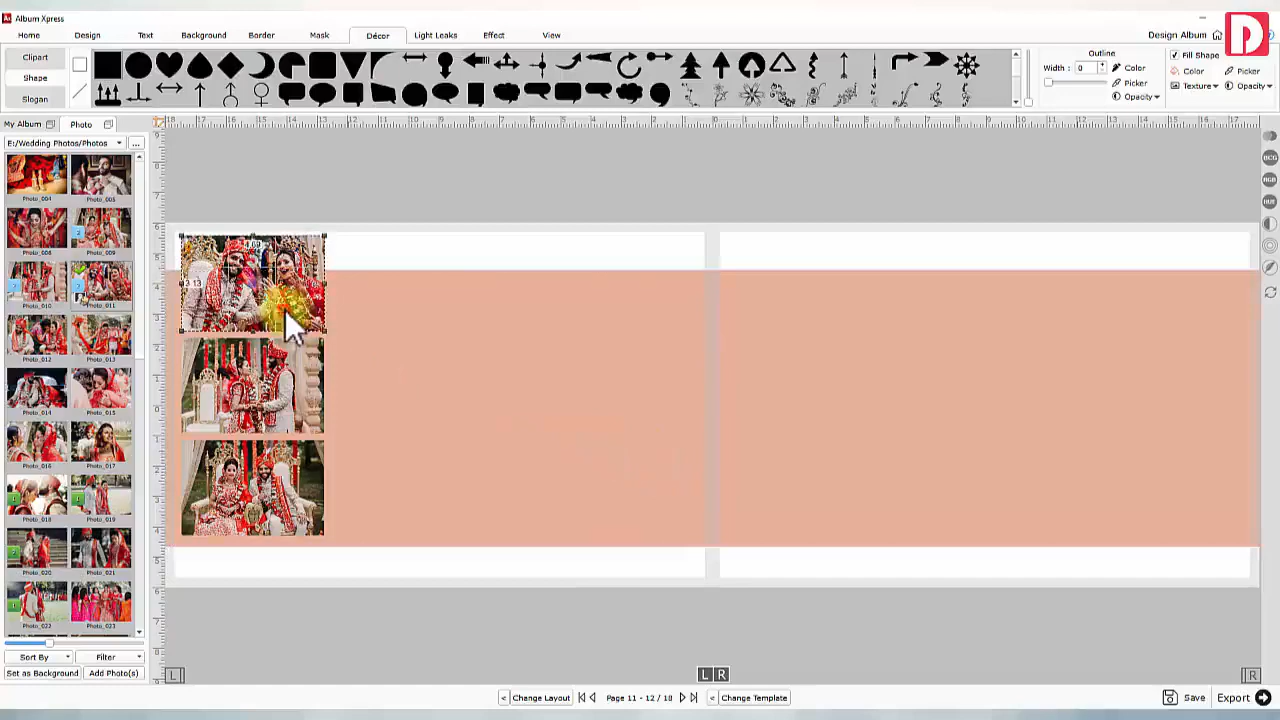 Album Xpress
Home Design Text Background Border Mask Décor Light Leaks Effect View Design Album
Clipart
Shape
Slogan
Outline
Width : 0 Color
Picker
Opacity
Fill Shape
Color Picker
Texture Opacity
My Album Photo
E:/Wedding Photos/Photos ...
Photo_004
Photo_009
Photo_010 Photo_011
Photo_012 Photo_013
Photo_014 Photo_015
Photo_016 Photo_017
Photo_018 Photo_019
Photo_020 Photo_021
Photo_022 Photo_023
Sort By Filter
Set as Background Add Photo(s)
3.13
L
L R
R
< Change Layout Page 11 - 12 / 18 < Change Template
Save Export